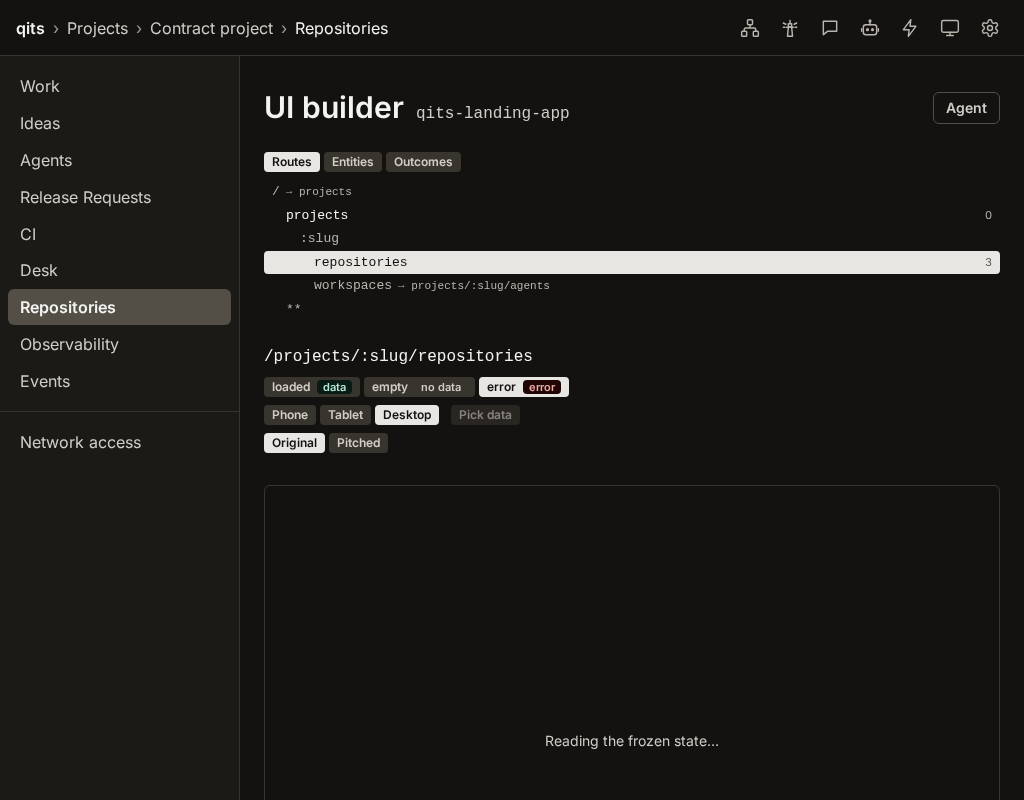 qits › Projects › Contract project › Repositories
Work
Ideas
Agents
Release Requests
CI
Desk
Repositories
Observability
Events
Network access
UI builder qits-landing-app
Agent
Routes Entities Outcomes
/ → projects
projects 0
:slug
repositories 3
workspaces → projects/:slug/agents
**
/projects/:slug/repositories
loaded data empty no data error error
Phone Tablet Desktop Pick data
Original Pitched
Reading the frozen state...